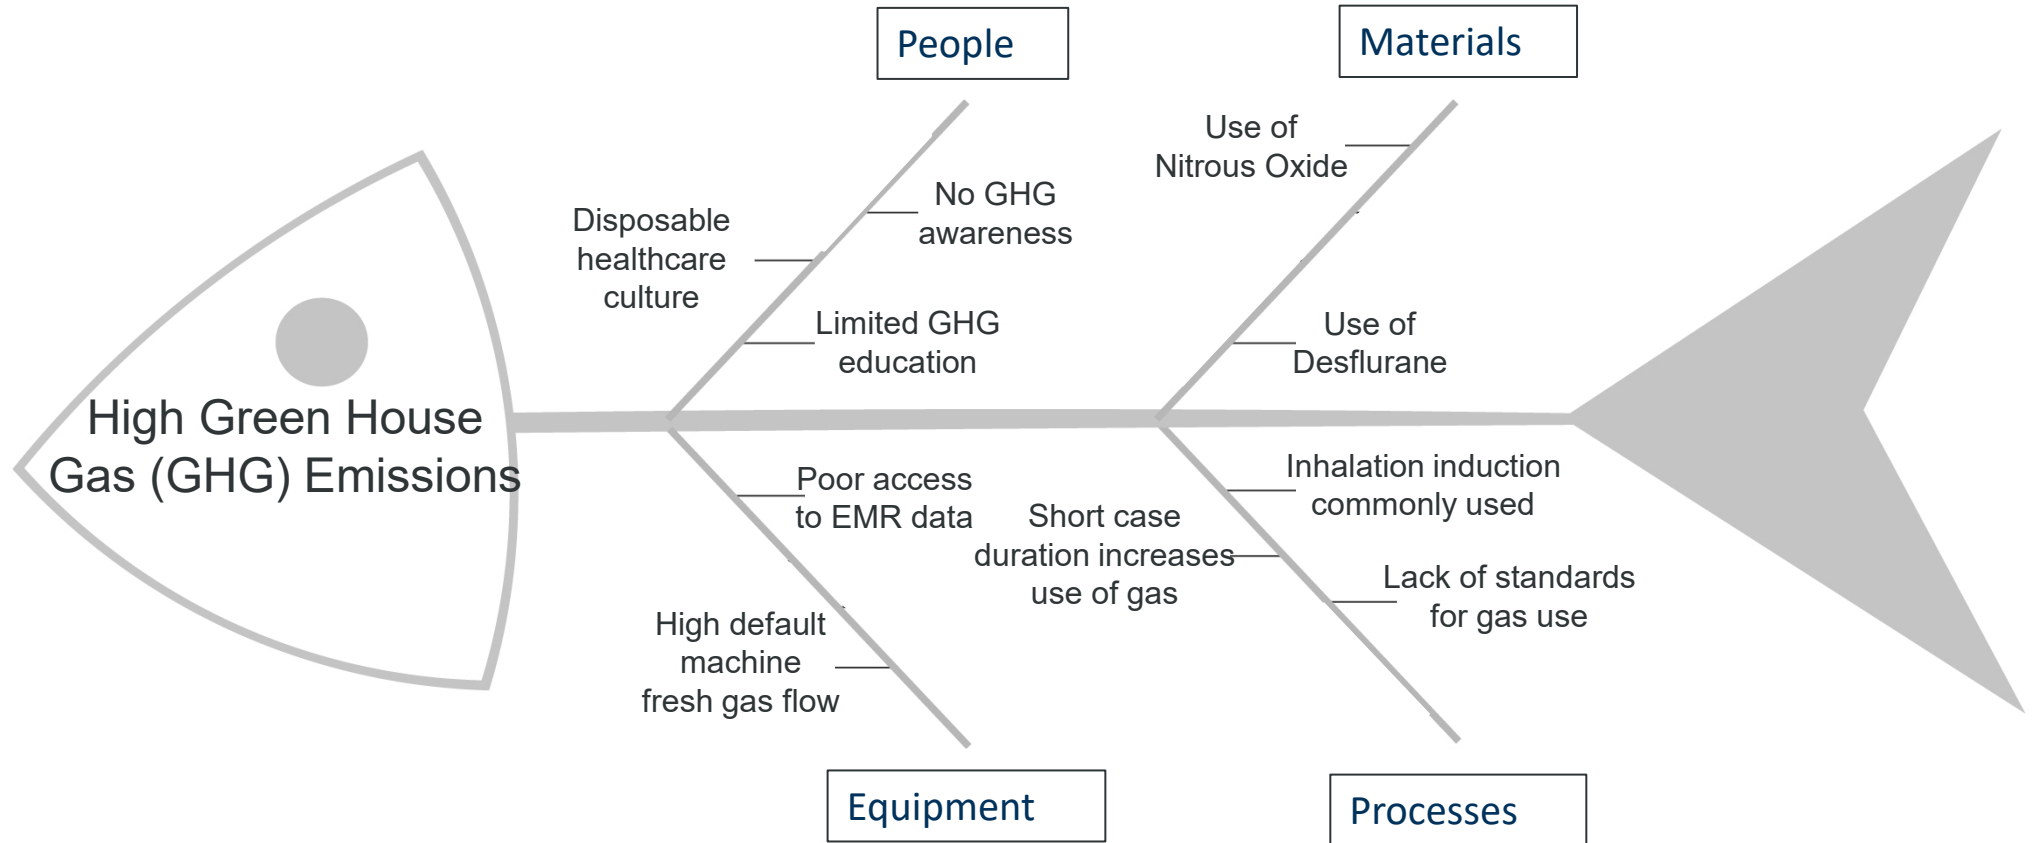 People
Materials
Use of
Nitrous Oxide
No GHG
awareness
Disposable
healthcare
culture
Limited GHG
education
Use of
Desflurane
High Green House
Gas (GHG) Emissions
Poor access
to EMR data
Inhalation induction
commonly used
Short case
duration increases
use of gas
Lack of standards
for gas use
High default
machine
fresh gas flow
Equipment
Processes